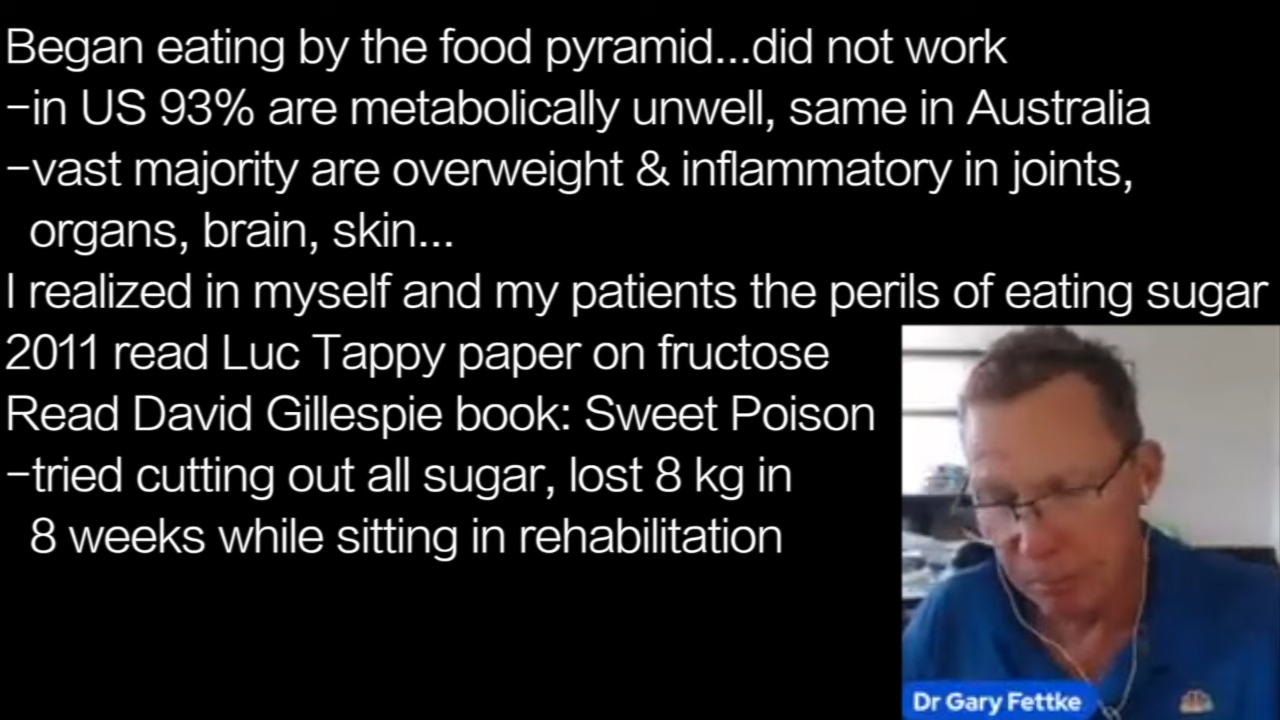 Began eating by the food pyramid...did not work
–in US 93% are metabolically unwell, same in Australia
–vast majority are overweight & inflammatory in joints,
organs, brain, skin...
I realized in myself and my patients the perils of eating sugar
2011 read Luc Tappy paper on fructose
Read David Gillespie book: Sweet Poison
–tried cutting out all sugar, lost 8 kg in
8 weeks while sitting in rehabilitation
Dr Gary Fettke